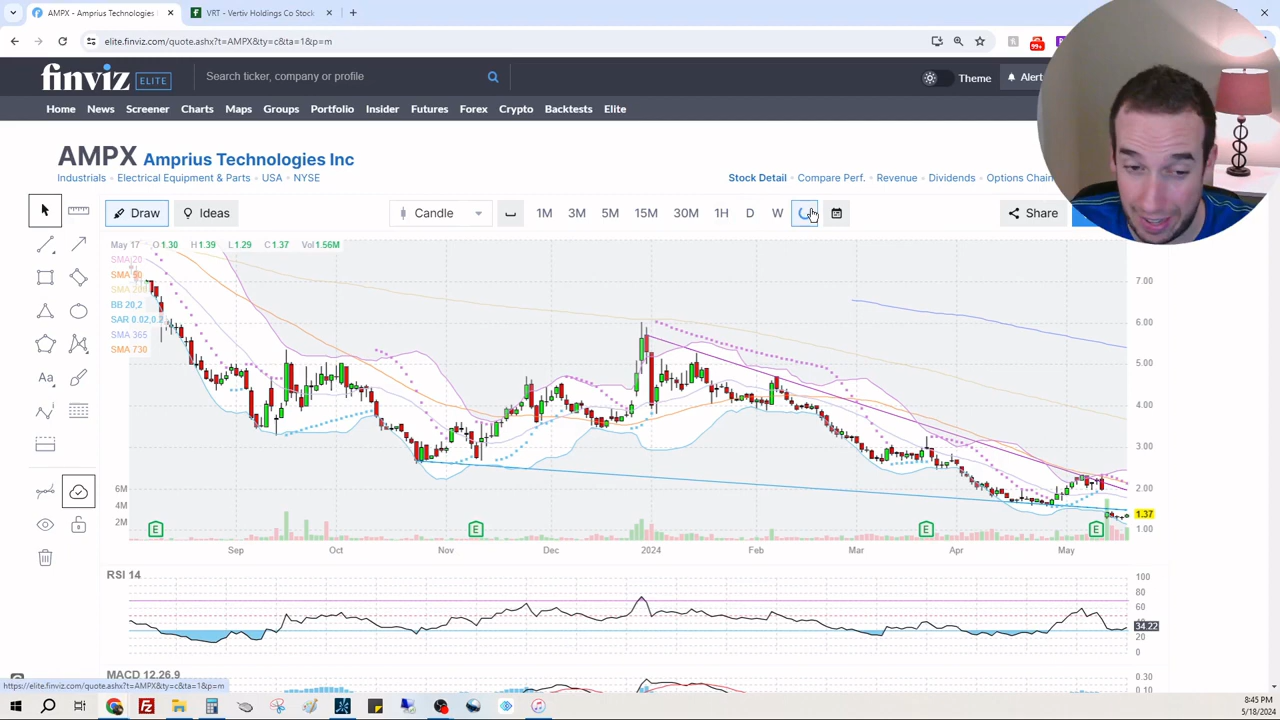 AMPX - Amprius Technologies In
VRT - Vertiv Holdings Co Stock
elite.finviz.com/quote.ashx?t=AMPX&ty=c&ta=1&p=m
99+
finviz ELITE
Search ticker, company or profile
Theme
Alert
Home News Screener Charts Maps Groups Portfolio Insider Futures Forex Crypto Backtests Elite
AMPX Amprius Technologies Inc
Industrials · Electrical Equipment & Parts · USA · NYSE
Stock Detail · Compare Perf. · Revenue · Dividends · Options Chain
Draw Ideas Candle 1M 3M 5M 15M 30M 1H D W Share
May 17 O 1.30 H 1.39 L 1.29 C 1.37 Vol 1.56M
SMA 20
SMA 50
SMA 200
BB 20,2
SAR 0.02,0.2
SMA 365
SMA 730
7.00
6.00
5.00
4.00
3.00
2.00
1.37
1.00
6M
4M
2M
E E E E
Sep Oct Nov Dec 2024 Feb Mar Apr May
Aa
RSI 14
100
80
60
34.22
20
0
MACD 12,26,9
0.30
0.10
https://elite.finviz.com/quote.ashx?t=AMPX&ty=c&ta=1&p=m
8:45 PM
5/18/2024